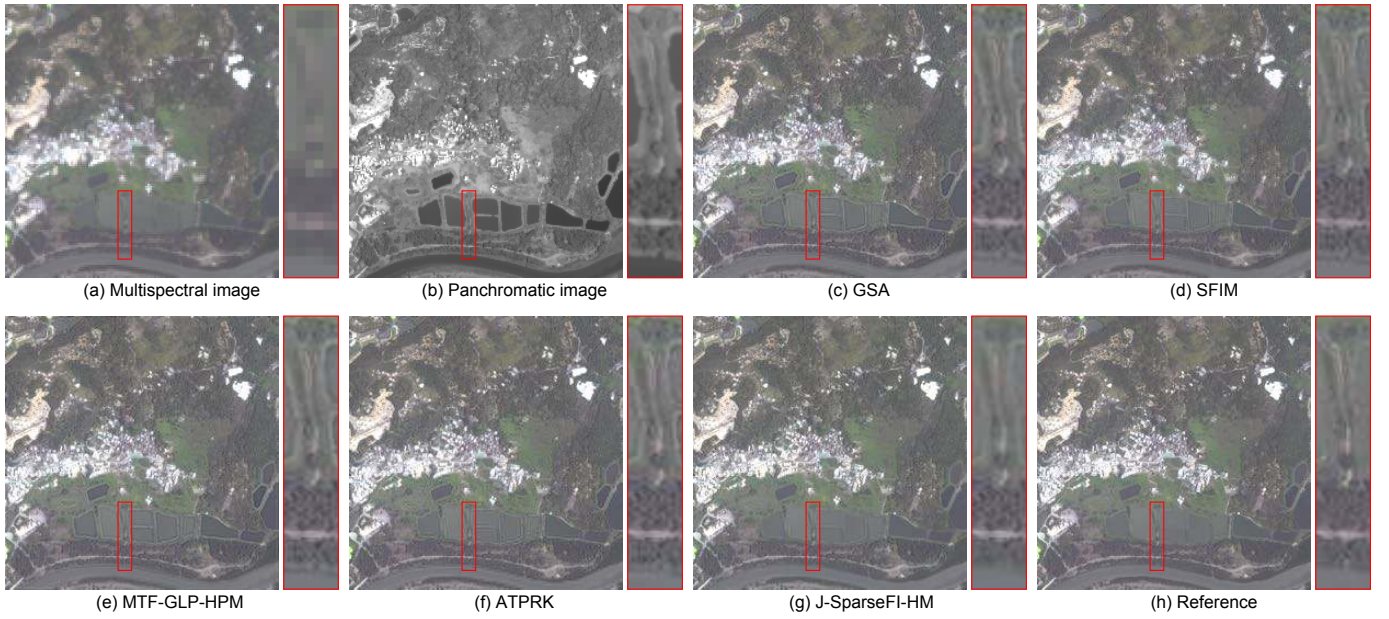 (a) Multispectral image
(b) Panchromatic image
(c) GSA
(d) SFIM
(e) MTF-GLP-HPM
(f) ATPRK
(g) J-SparseFI-HM
(h) Reference